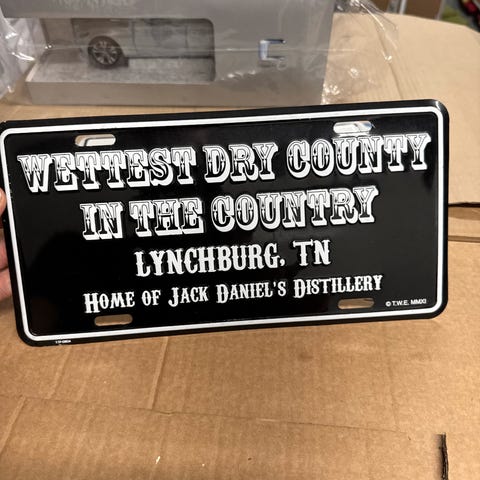 WETTEST DRY COUNTY
IN THE COUNTRY
LYNCHBURG, TN
HOME OF JACK DANIEL'S DISTILLERY
© T.W.E. MMXI